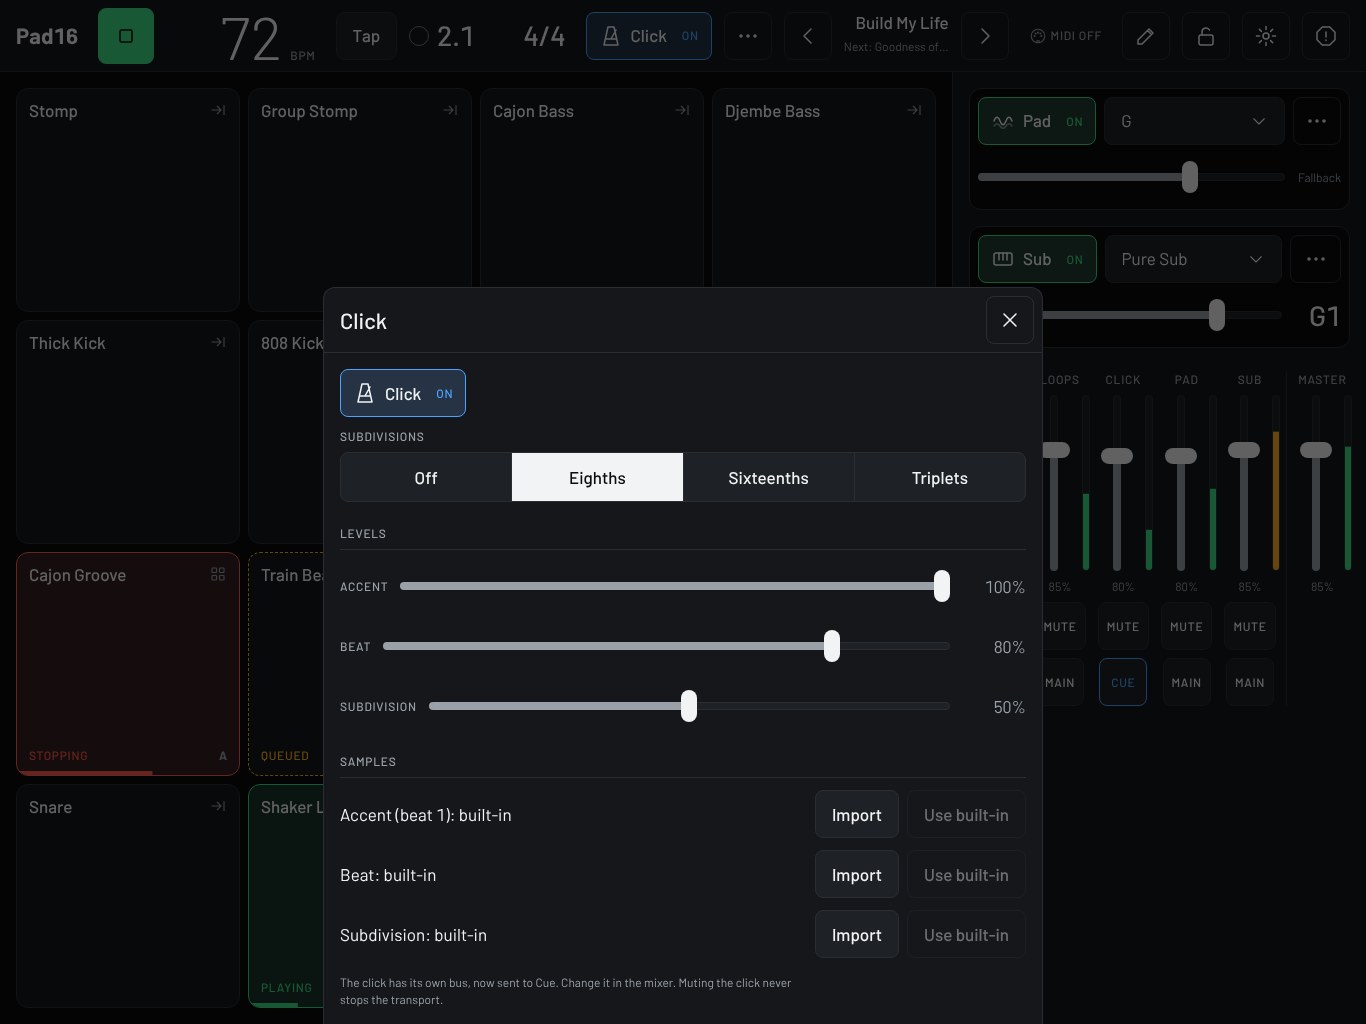 Pad16
72 BPM
Tap
2.1
4/4
Click ON
Build My Life
Next: Goodness of...
MIDI OFF
Stomp
Group Stomp
Cajon Bass
Djembe Bass
Pad ON
G
Fallback
Sub ON
Pure Sub
G1
Thick Kick
808 Kick
Cajon Groove
STOPPING
A
Train Bea
QUEUED
Snare
Shaker L
PLAYING
LOOPS
CLICK
PAD
SUB
MASTER
85%
80%
80%
85%
85%
MUTE
MUTE
MUTE
MUTE
MAIN
CUE
MAIN
MAIN
Click
Click ON
SUBDIVISIONS
Off
Eighths
Sixteenths
Triplets
LEVELS
ACCENT
100%
BEAT
80%
SUBDIVISION
50%
SAMPLES
Accent (beat 1): built-in
Import
Use built-in
Beat: built-in
Import
Use built-in
Subdivision: built-in
Import
Use built-in
The click has its own bus, now sent to Cue. Change it in the mixer. Muting the click never
stops the transport.